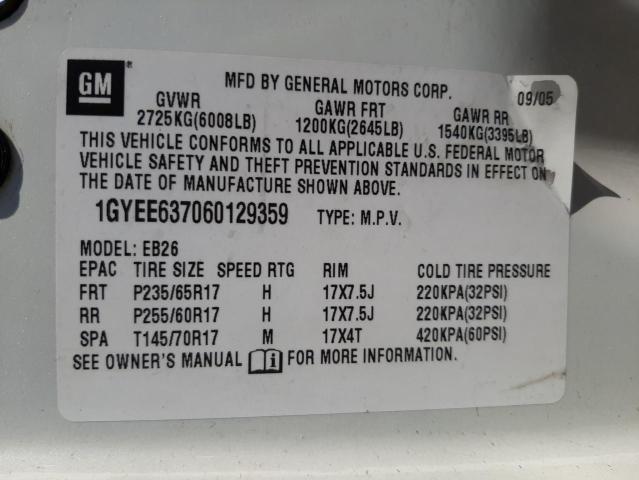 GM
MFD BY GENERAL MOTORS CORP. 09/05
GVWR GAWR FRT GAWR RR
2725KG(6008LB) 1200KG(2645LB) 1540KG(3395LB)
THIS VEHICLE CONFORMS TO ALL APPLICABLE U.S. FEDERAL MOTOR
VEHICLE SAFETY AND THEFT PREVENTION STANDARDS IN EFFECT ON
THE DATE OF MANUFACTURE SHOWN ABOVE.
1GYEE637060129359 TYPE: M.P.V.
MODEL: EB26
EPAC TIRE SIZE SPEED RTG RIM COLD TIRE PRESSURE
FRT P235/65R17 H 17X7.5J 220KPA(32PSI)
RR P255/60R17 H 17X7.5J 220KPA(32PSI)
SPA T145/70R17 M 17X4T 420KPA(60PSI)
SEE OWNER'S MANUAL i FOR MORE INFORMATION.